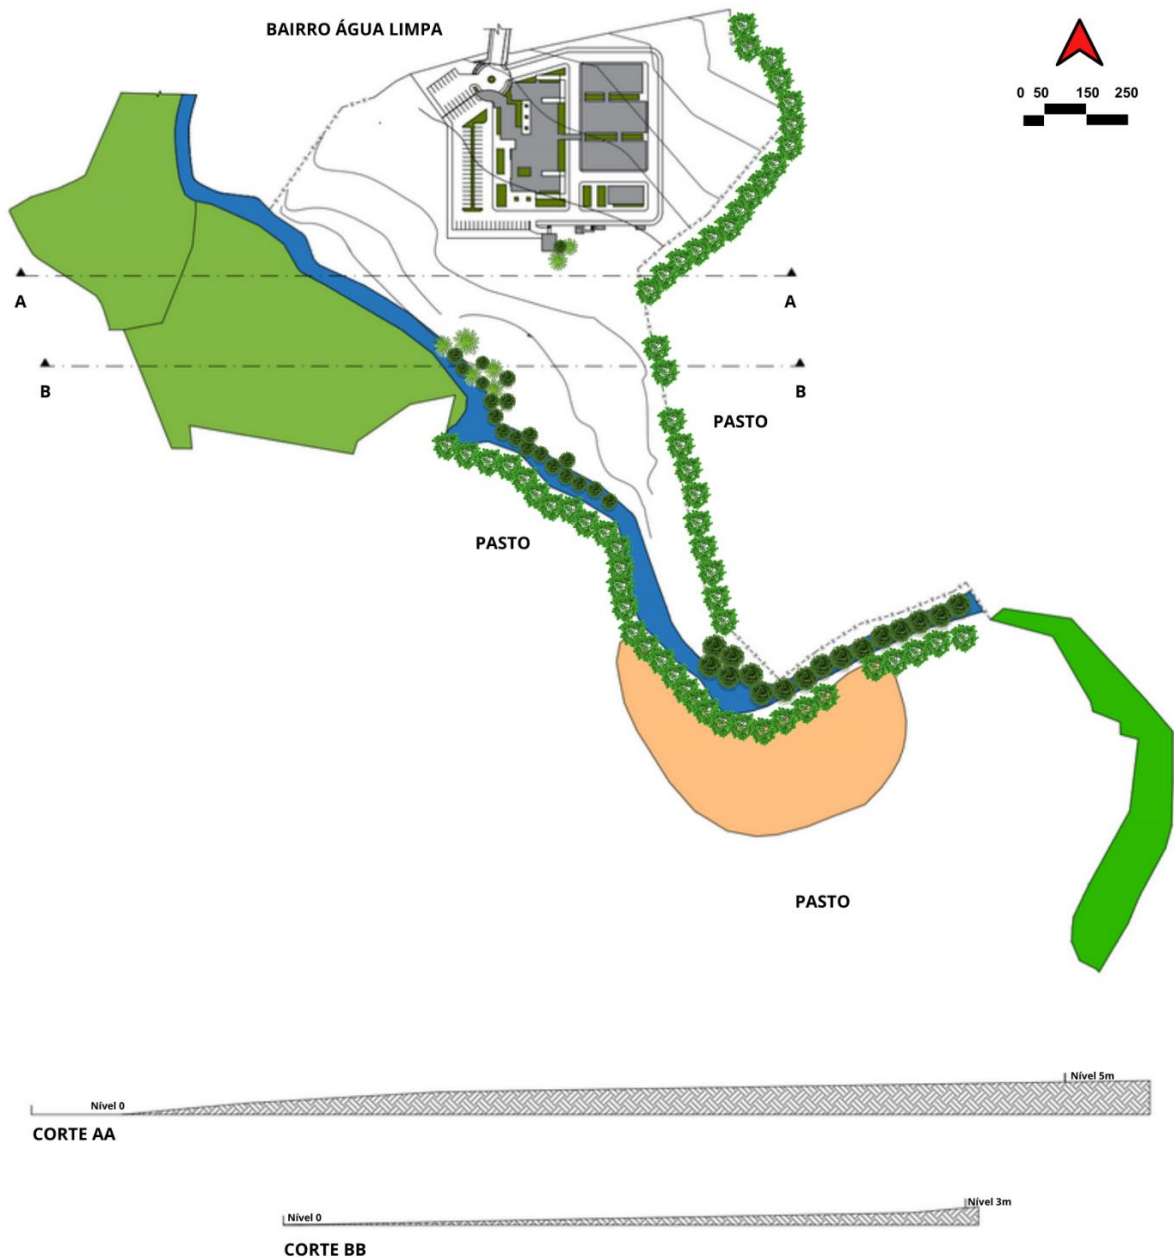 BAIRRO ÁGUA LIMPA
0 50 150 250
A A
B B
PASTO
PASTO
PASTO
Nível 5m
Nível 0
CORTE AA
Nível 3m
Nível 0
CORTE BB